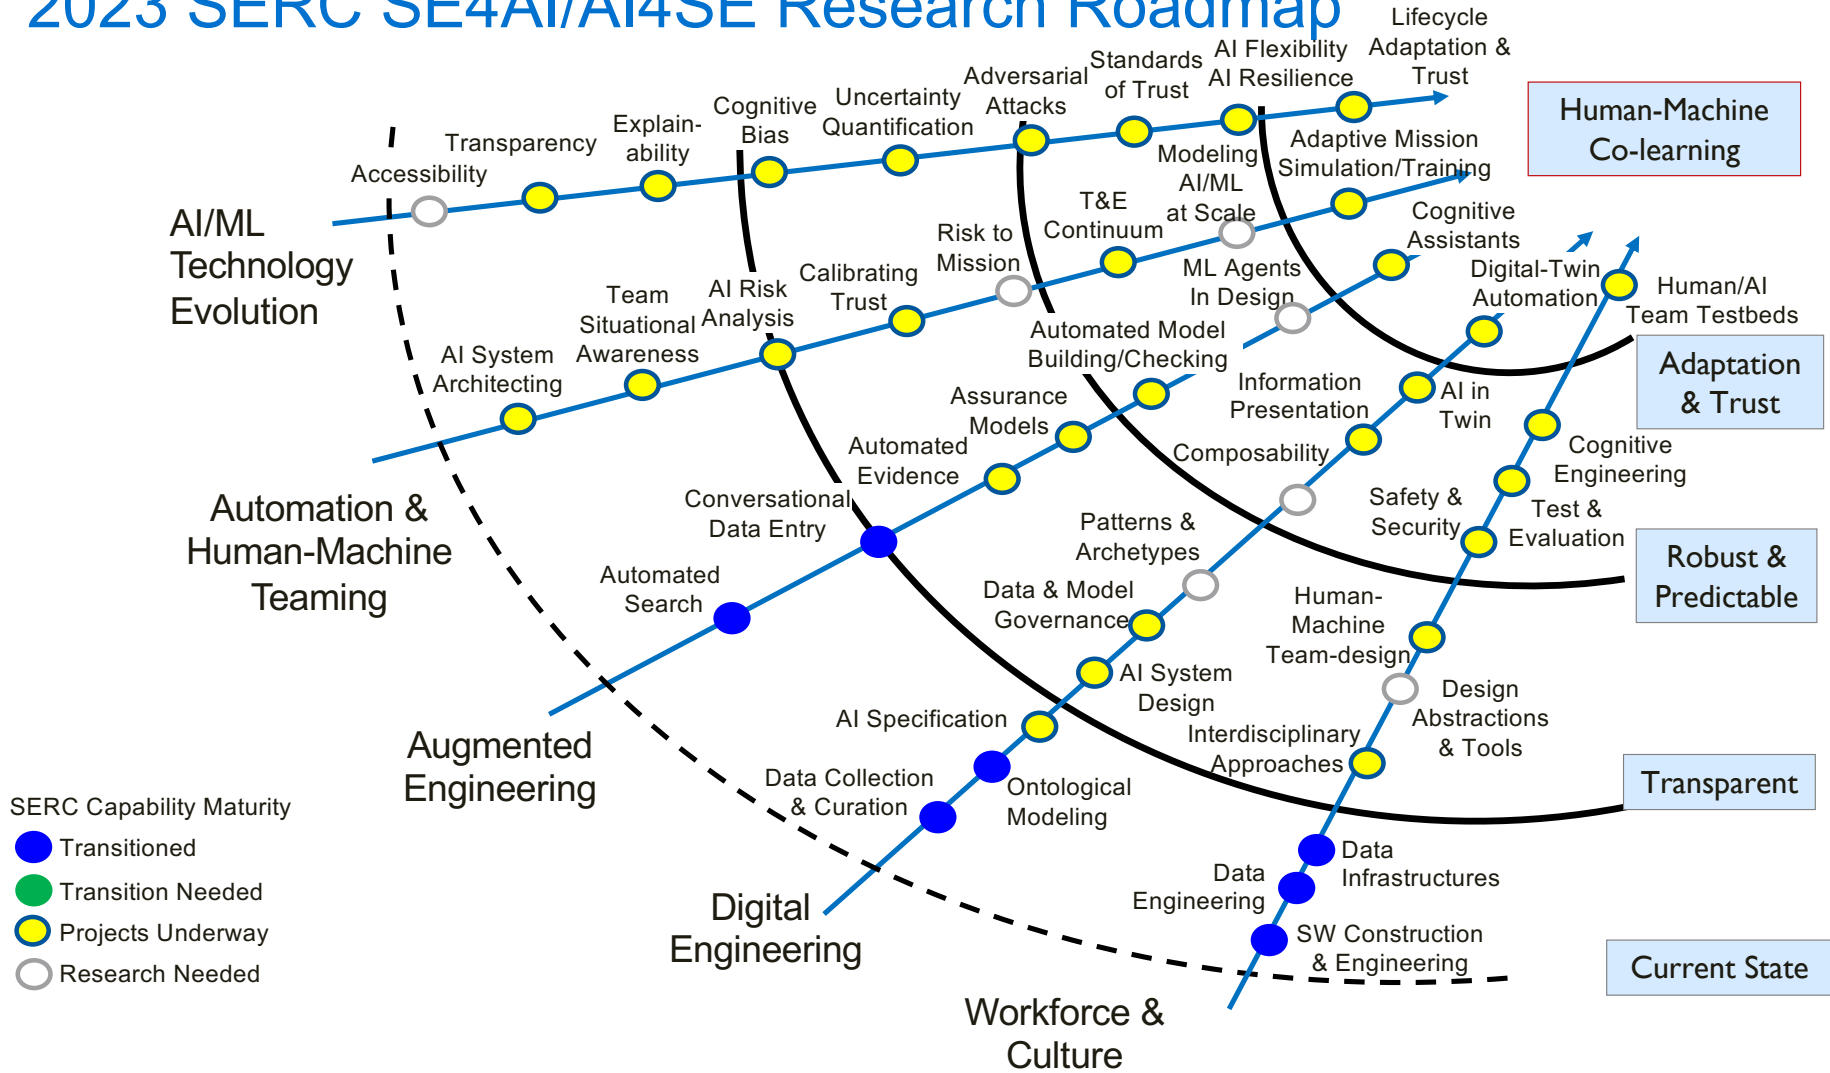 2023 SERC SE4AI/AI4SE Research Roadmap
Lifecycle
Adaptation &
Trust
AI Flexibility
AI Resilience
Standards
of Trust
Adversarial
Attacks
Uncertainty
Quantification
Cognitive
Bias
Explain-
ability
Transparency
Accessibility
AI/ML
Technology
Evolution
Human-Machine
Co-learning
Adaptive Mission
Simulation/Training
Modeling
AI/ML
at Scale
T&E
Continuum
Risk to
Mission
Calibrating
Trust
AI Risk
Analysis
Team
Situational
Awareness
AI System
Architecting
Automation &
Human-Machine
Teaming
Cognitive
Assistants
ML Agents
In Design
Automated Model
Building/Checking
Assurance
Models
Automated
Evidence
Conversational
Data Entry
Automated
Search
Augmented
Engineering
Digital-Twin
Automation
AI in
Twin
Information
Presentation
Composability
Patterns &
Archetypes
Data & Model
Governance
AI System
Design
AI Specification
Ontological
Modeling
Data Collection
& Curation
Digital
Engineering
Human/AI
Team Testbeds
Adaptation
& Trust
Cognitive
Engineering
Test &
Evaluation
Safety &
Security
Robust &
Predictable
Human-
Machine
Team-design
Design
Abstractions
& Tools
Interdisciplinary
Approaches
Transparent
Data
Infrastructures
Data
Engineering
SW Construction
& Engineering
Current State
Workforce &
Culture
SERC Capability Maturity
Transitioned
Transition Needed
Projects Underway
Research Needed